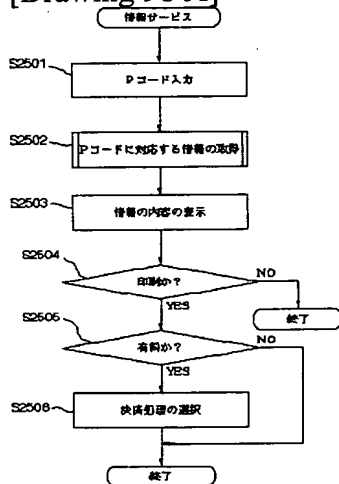 情報サービス
S2501
Pコード入力
S2502
Pコードに対応する情報の取得
S2503
情報の内容の表示
S2504
印刷か?
NO
YES
終了
S2505
有料か?
NO
YES
S2506
決済処理の選択
終了